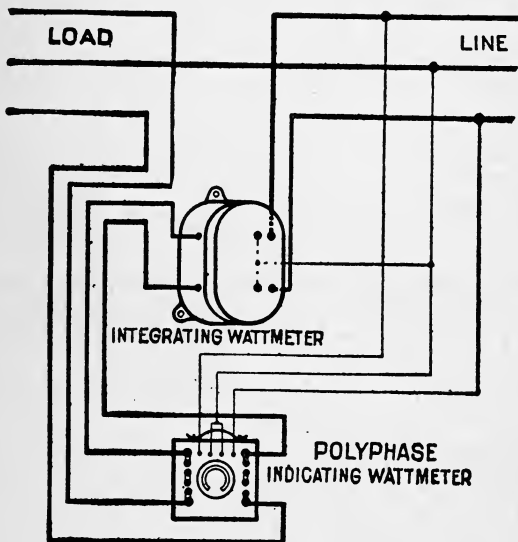 LOAD
LINE
INTEGRATING WATTMETER
POLYPHASE
INDICATING WATTMETER